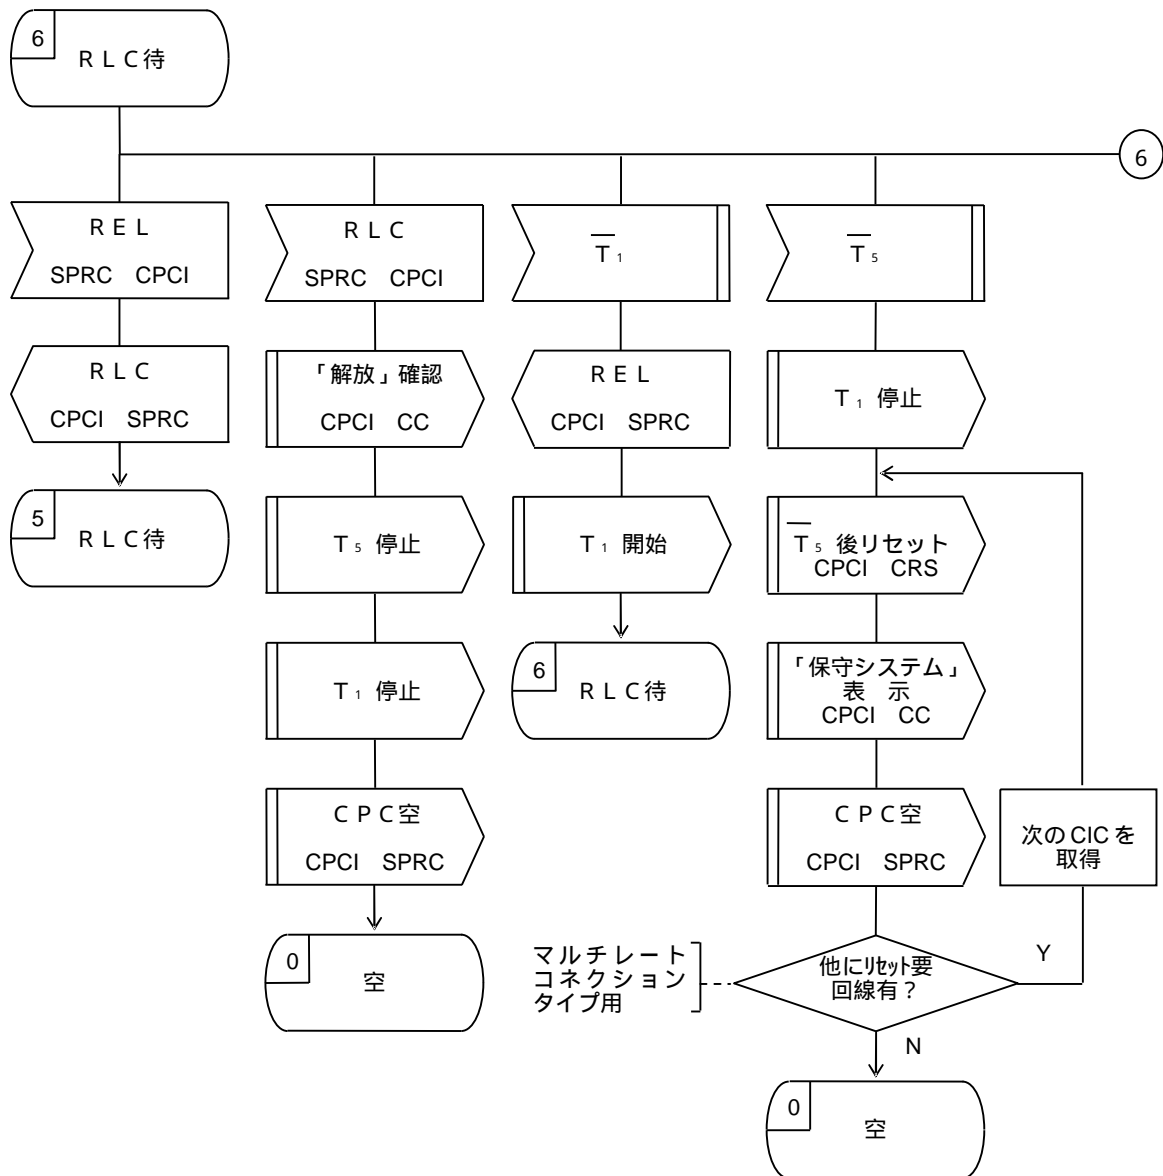 6
RLC待
6
REL
SPRC CPCI
RLC
CPCI SPRC
5
RLC待
RLC
SPRC CPCI
「解放」確認
CPCI CC
T5 停止
T1 停止
CPC空
CPCI SPRC
0
空
T1
REL
CPCI SPRC
T1 開始
6
RLC待
T5
T1 停止
T5 後リセット
CPCI CRS
「保守システム」
表 示
CPCI CC
CPC空
CPCI SPRC
次のCICを
取得
マルチレート
コネクション
タイプ用
他にリセット要
回線有?
Y
N
0
空